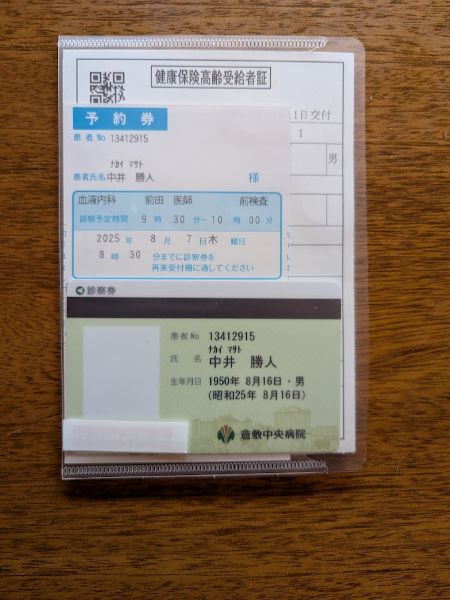 健康保険高齢受給者証
1日交付
1
男
予約券
患者 No. 13412915
ﾅｶｲ ﾏｻﾄ
患者氏名 中井 勝人 様
血液内科 前田 医師 前検査
診察予定時間 9 時 30 分～10 時 00 分
2025 年 8 月 7 日 木 曜日
8 時 30 分までに診察券を
再来受付機に通してください
診察券
患者No. 13412915
ﾅｶｲ ﾏｻﾄ
氏 名 中井 勝人
生年月日 1950年 8月16日・男
(昭和25年 8月16日)
倉敷中央病院